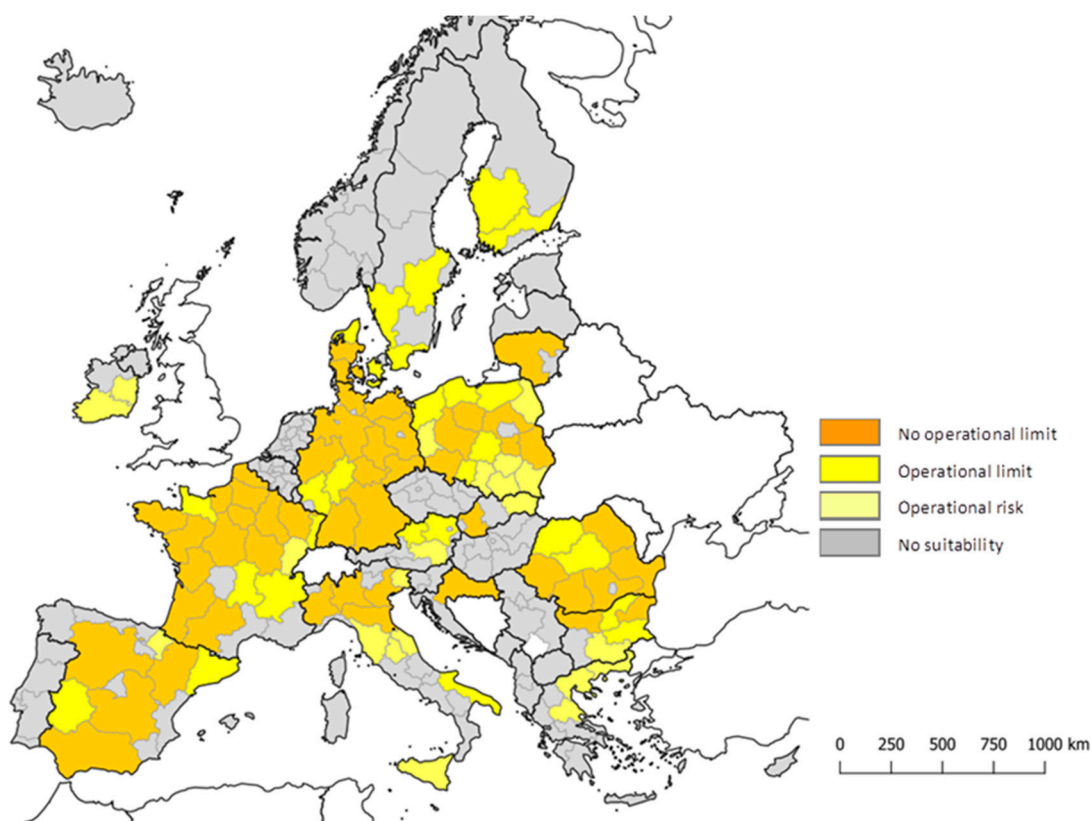 No operational limit
Operational limit
Operational risk
No suitability
0 250 500 750 1000 km